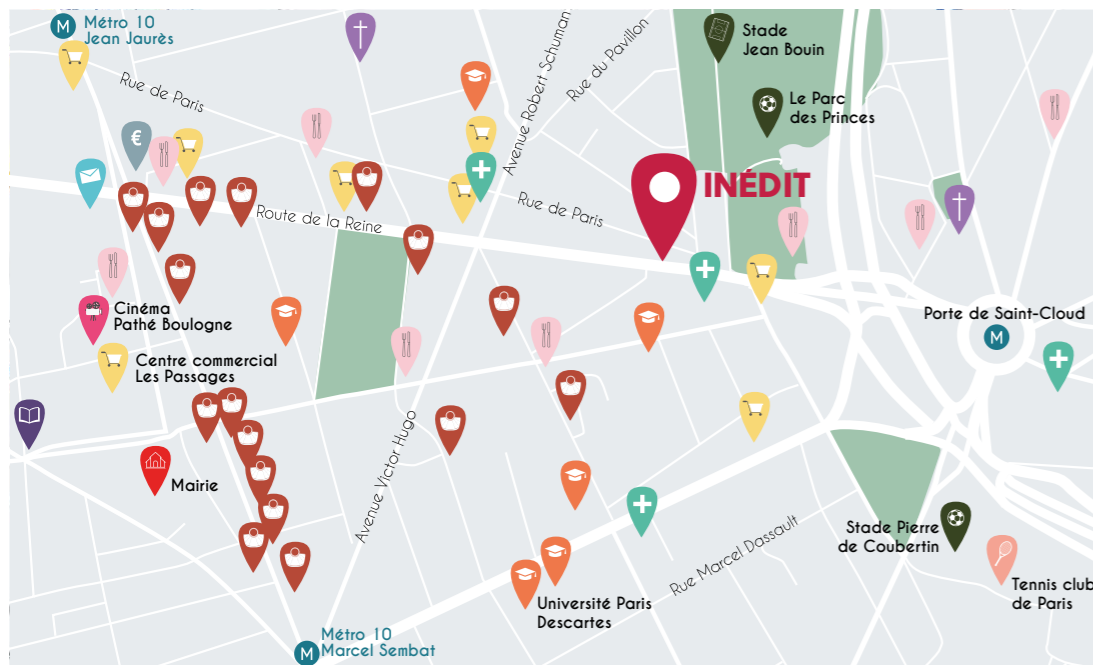 Métro 10
Jean Jaurès
Rue de Paris
Avenue Robert Schuman
Rue du Pavillon
Stade
Jean Bouin
Le Parc
des Princes
€
INÉDIT
Route de la Reine
Rue de Paris
Cinéma
Pathé Boulogne
Centre commercial
Les Passages
Porte de Saint-Cloud
M
M
Mairie
Avenue Victor Hugo
Rue Marcel Dassault
Stade Pierre
de Coubertin
Université Paris
Descartes
Tennis club
de Paris
M
Métro 10
Marcel Sembat